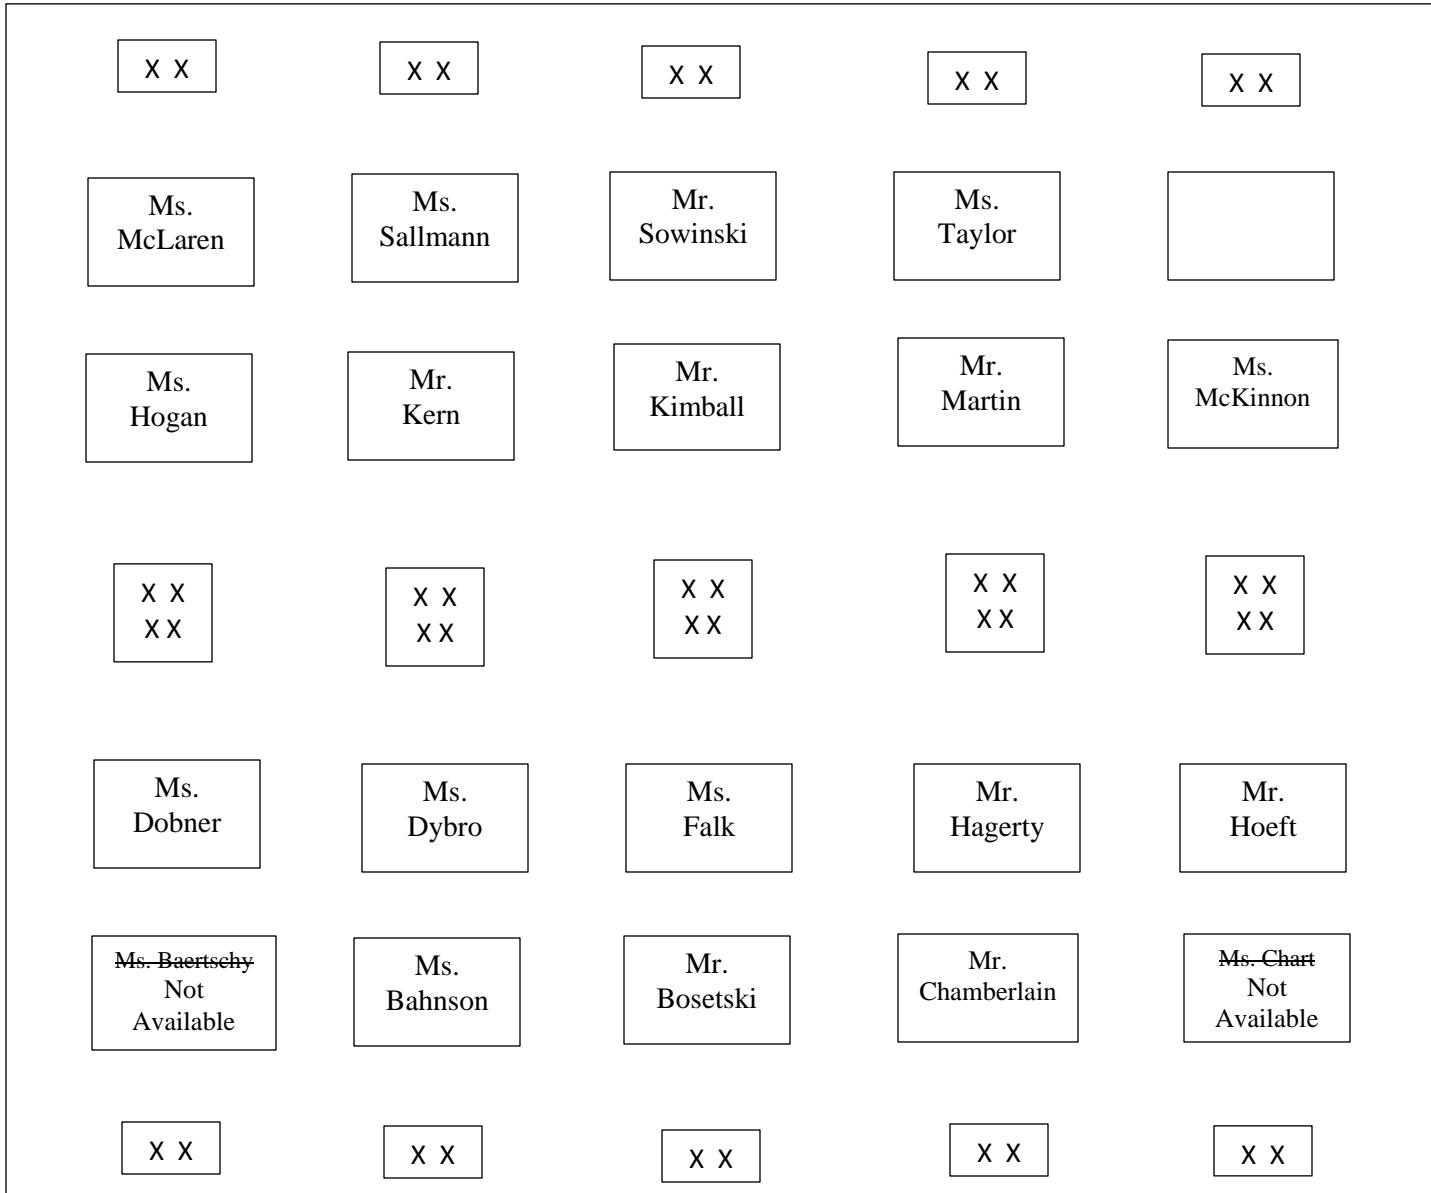 X X
X X
X X
X X
X X
Ms.
McLaren
Ms.
Sallmann
Mr.
Sowinski
Ms.
Taylor
Ms.
Hogan
Mr.
Kern
Mr.
Kimball
Mr.
Martin
Ms.
McKinnon
X X
X X
X X
X X
X X
X X
X X
X X
X X
X X
Ms.
Dobner
Ms.
Dybro
Ms.
Falk
Mr.
Hagerty
Mr.
Hoeft
Ms. Baertschy
Not
Available
Ms.
Bahnson
Mr.
Bosetski
Mr.
Chamberlain
Ms. Chart
Not
Available
X X
X X
X X
X X
X X